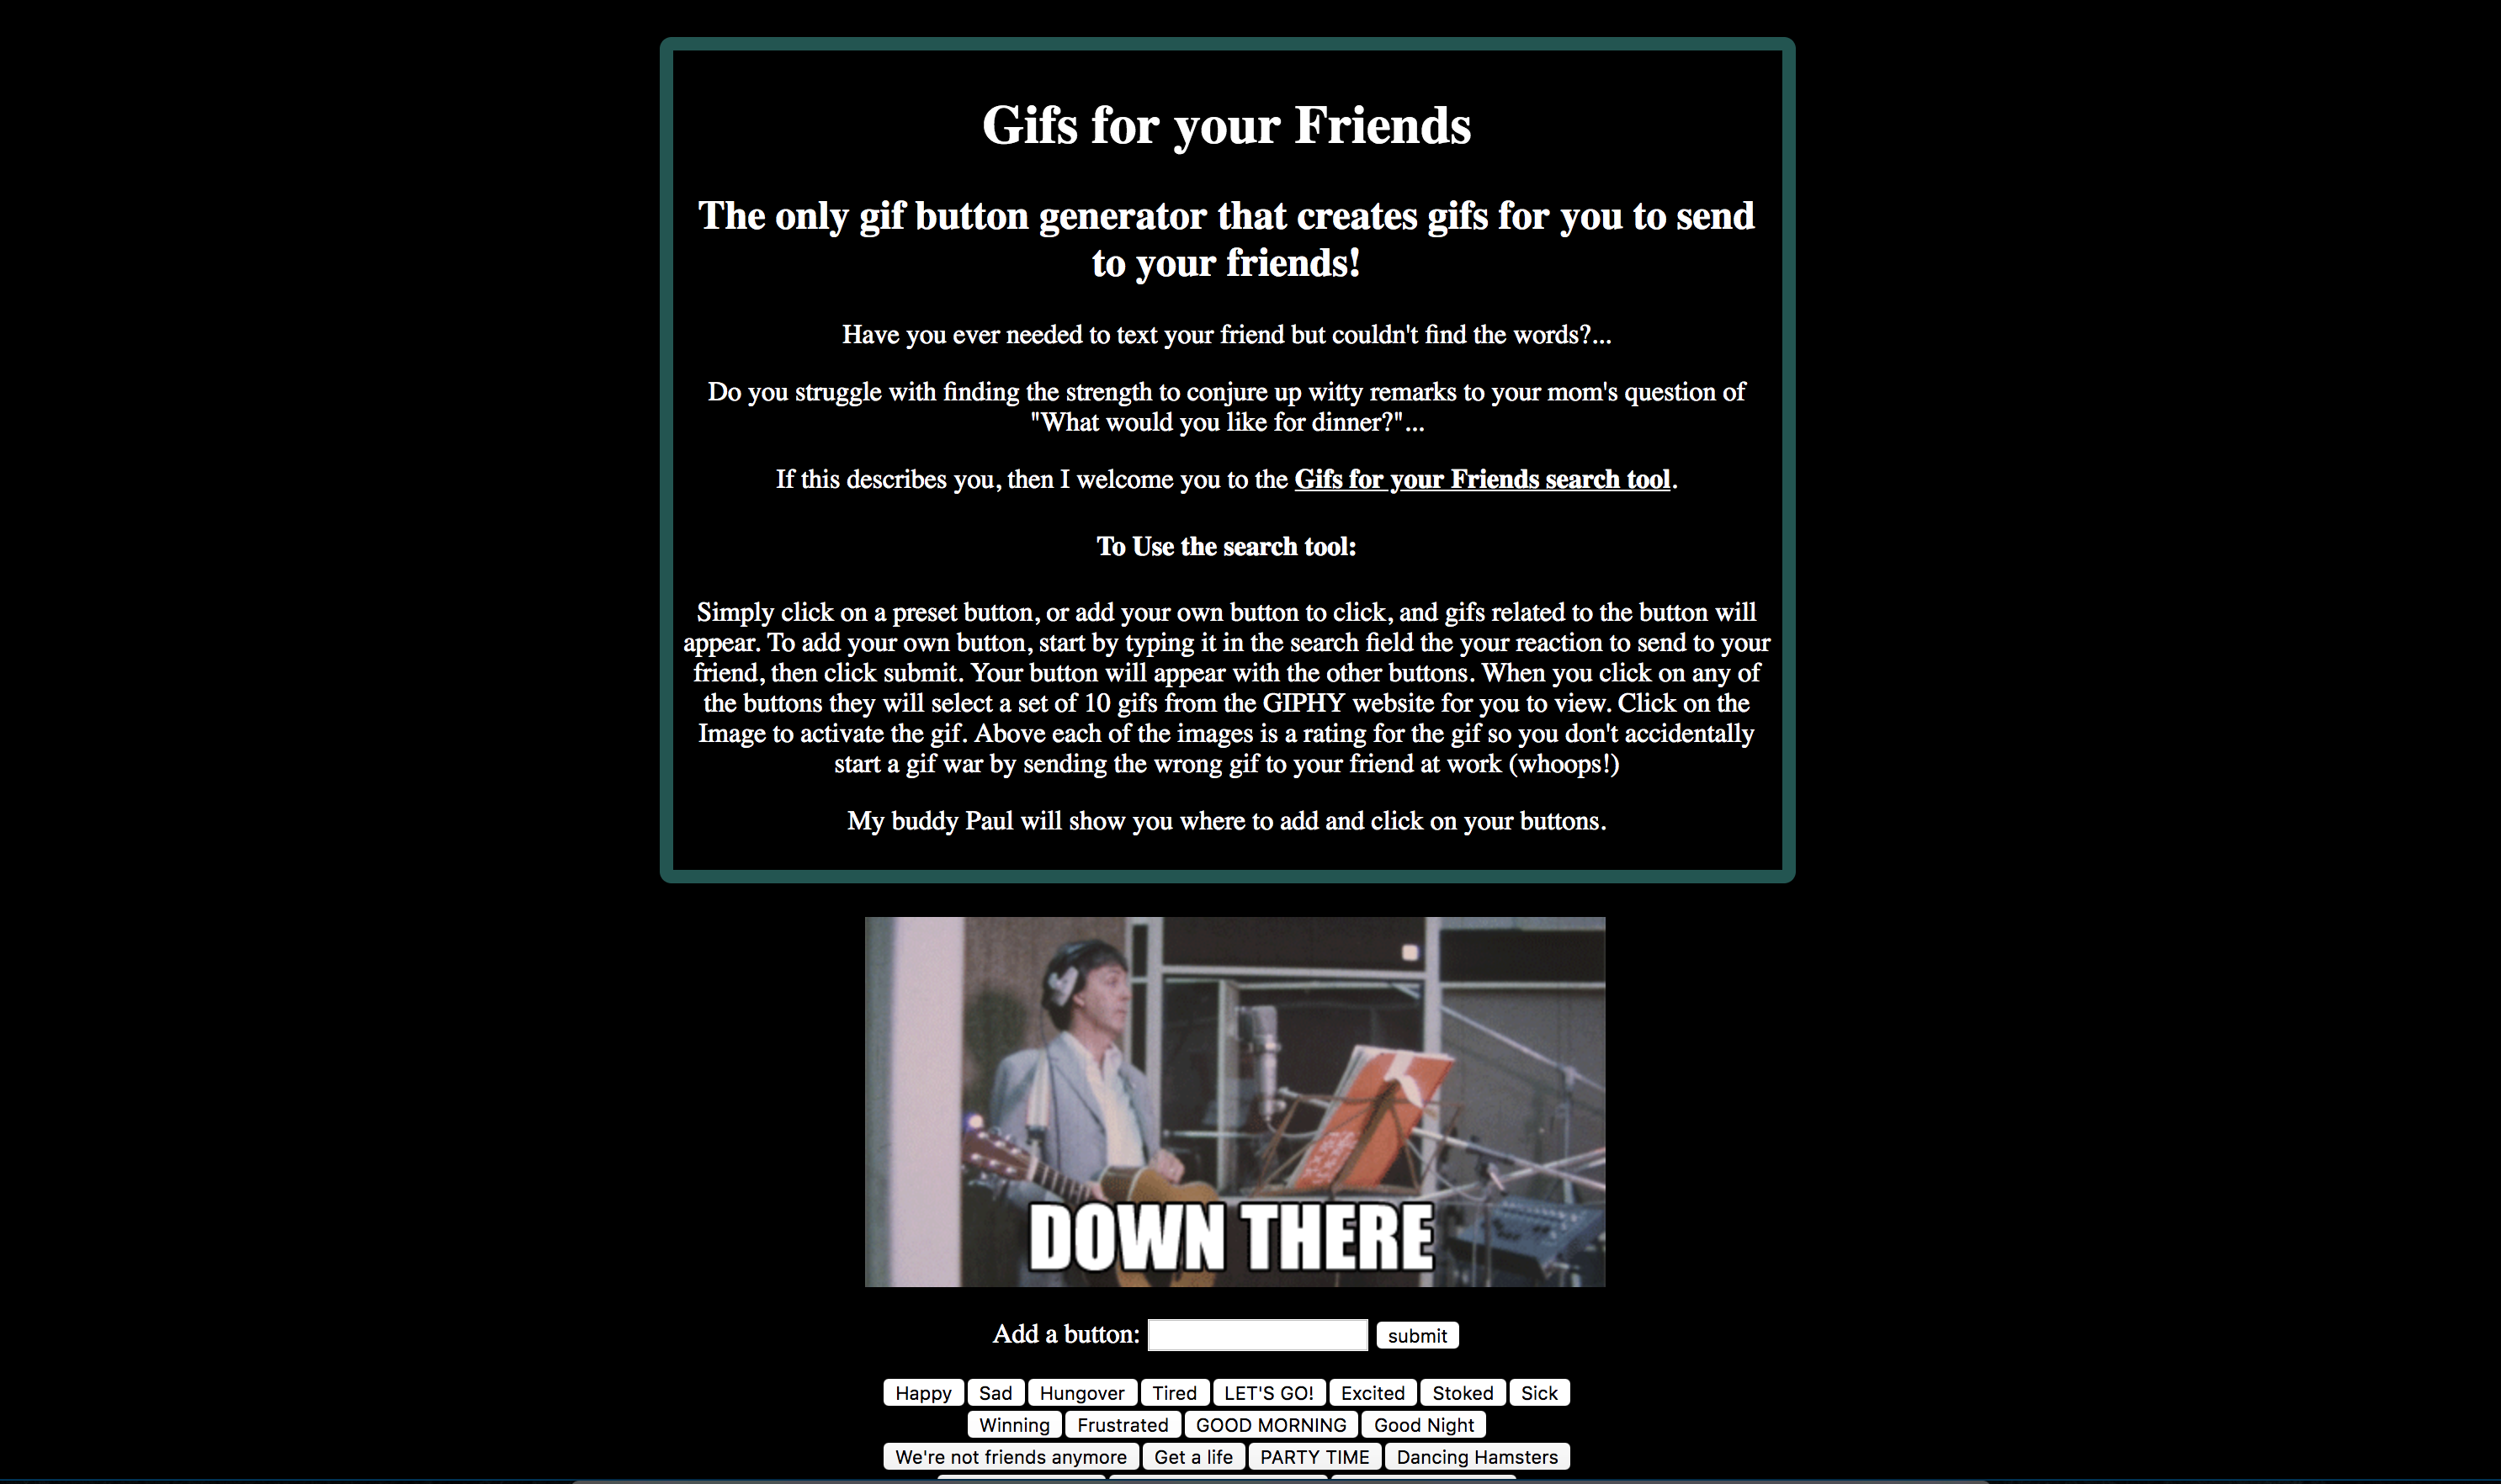 Gifs for your Friends
The only gif button generator that creates gifs for you to send
to your friends!
Have you ever needed to text your friend but couldn't find the words?...
Do you struggle with finding the strength to conjure up witty remarks to your mom's question of
"What would you like for dinner?"...
If this describes you, then I welcome you to the Gifs for your Friends search tool.
To Use the search tool:
Simply click on a preset button, or add your own button to click, and gifs related to the button will
appear. To add your own button, start by typing it in the search field the your reaction to send to your
friend, then click submit. Your button will appear with the other buttons. When you click on any of
the buttons they will select a set of 10 gifs from the GIPHY website for you to view. Click on the
Image to activate the gif. Above each of the images is a rating for the gif so you don't accidentally
start a gif war by sending the wrong gif to your friend at work (whoops!)
My buddy Paul will show you where to add and click on your buttons.
DOWN THERE
Add a button: submit
Happy Sad Hungover Tired LET'S GO! Excited Stoked Sick
Winning Frustrated GOOD MORNING Good Night
We're not friends anymore Get a life PARTY TIME Dancing Hamsters